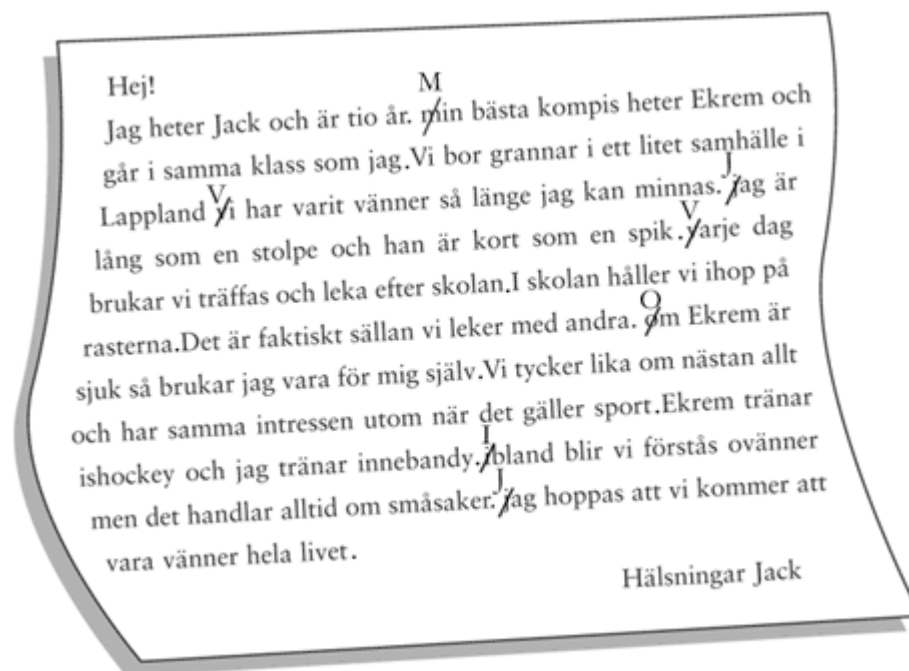 Hej!
Jag heter Jack och är tio år. Min bästa kompis heter Ekrem och
går i samma klass som jag.Vi bor grannar i ett litet samhälle i
Lappland Vi har varit vänner så länge jag kan minnas. Jag är
lång som en stolpe och han är kort som en spik.Varje dag
brukar vi träffas och leka efter skolan.I skolan håller vi ihop på
rasterna.Det är faktiskt sällan vi leker med andra. Om Ekrem är
sjuk så brukar jag vara för mig själv.Vi tycker lika om nästan allt
och har samma intressen utom när det gäller sport.Ekrem tränar
ishockey och jag tränar innebandy.Ibland blir vi förstås ovänner
men det handlar alltid om småsaker. Jag hoppas att vi kommer att
vara vänner hela livet.
Hälsningar Jack